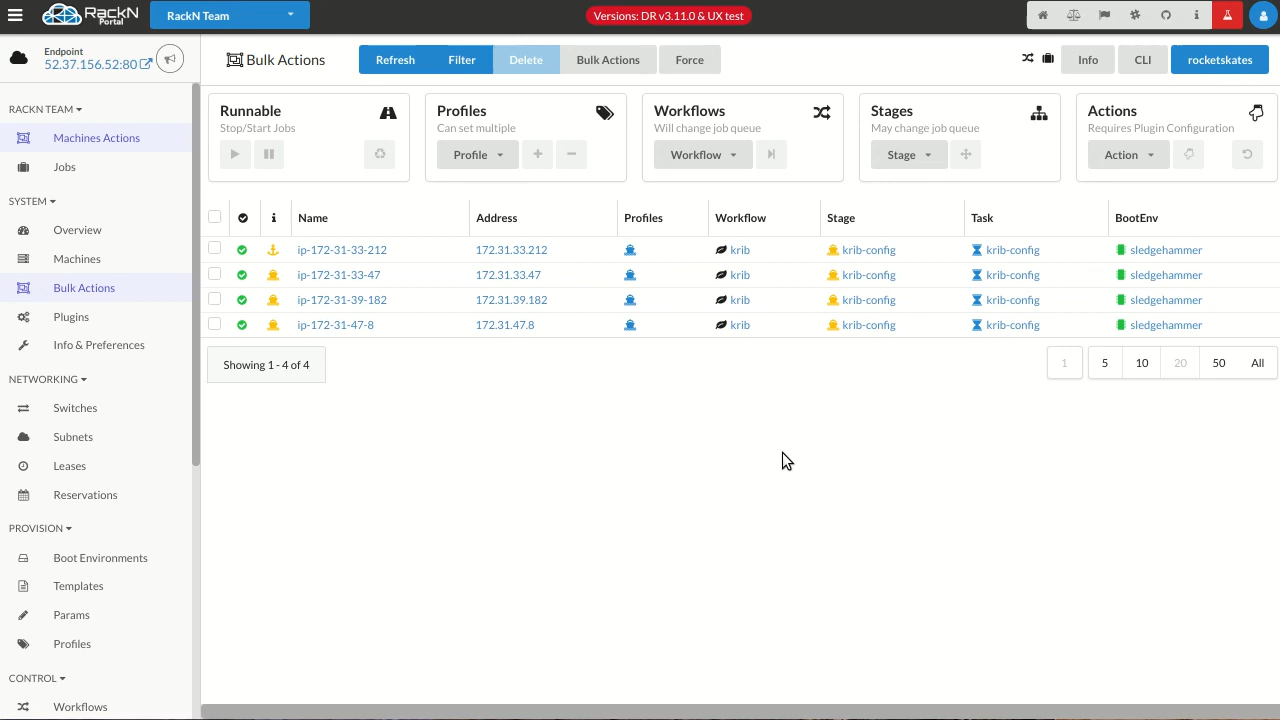 RackN
Portal
RackN Team
Versions: DR v3.11.0 & UX test
Endpoint
52.37.156.52:80
Bulk Actions
Refresh
Filter
Delete
Bulk Actions
Force
Info
CLI
rocketskates
RACKN TEAM
Machines Actions
Jobs
SYSTEM
Overview
Machines
Bulk Actions
Plugins
Info & Preferences
NETWORKING
Switches
Subnets
Leases
Reservations
PROVISION
Boot Environments
Templates
Params
Profiles
CONTROL
Workflows
Runnable
Stop/Start Jobs
Profiles
Can set multiple
Profile
Workflows
Will change job queue
Workflow
Stages
May change job queue
Stage
Actions
Requires Plugin Configuration
Action
Name Address Profiles Workflow Stage Task BootEnv
ip-172-31-33-212 172.31.33.212 krib krib-config krib-config sledgehammer
ip-172-31-33-47 172.31.33.47 krib krib-config krib-config sledgehammer
ip-172-31-39-182 172.31.39.182 krib krib-config krib-config sledgehammer
ip-172-31-47-8 172.31.47.8 krib krib-config krib-config sledgehammer
Showing 1 - 4 of 4
1 5 10 20 50 All